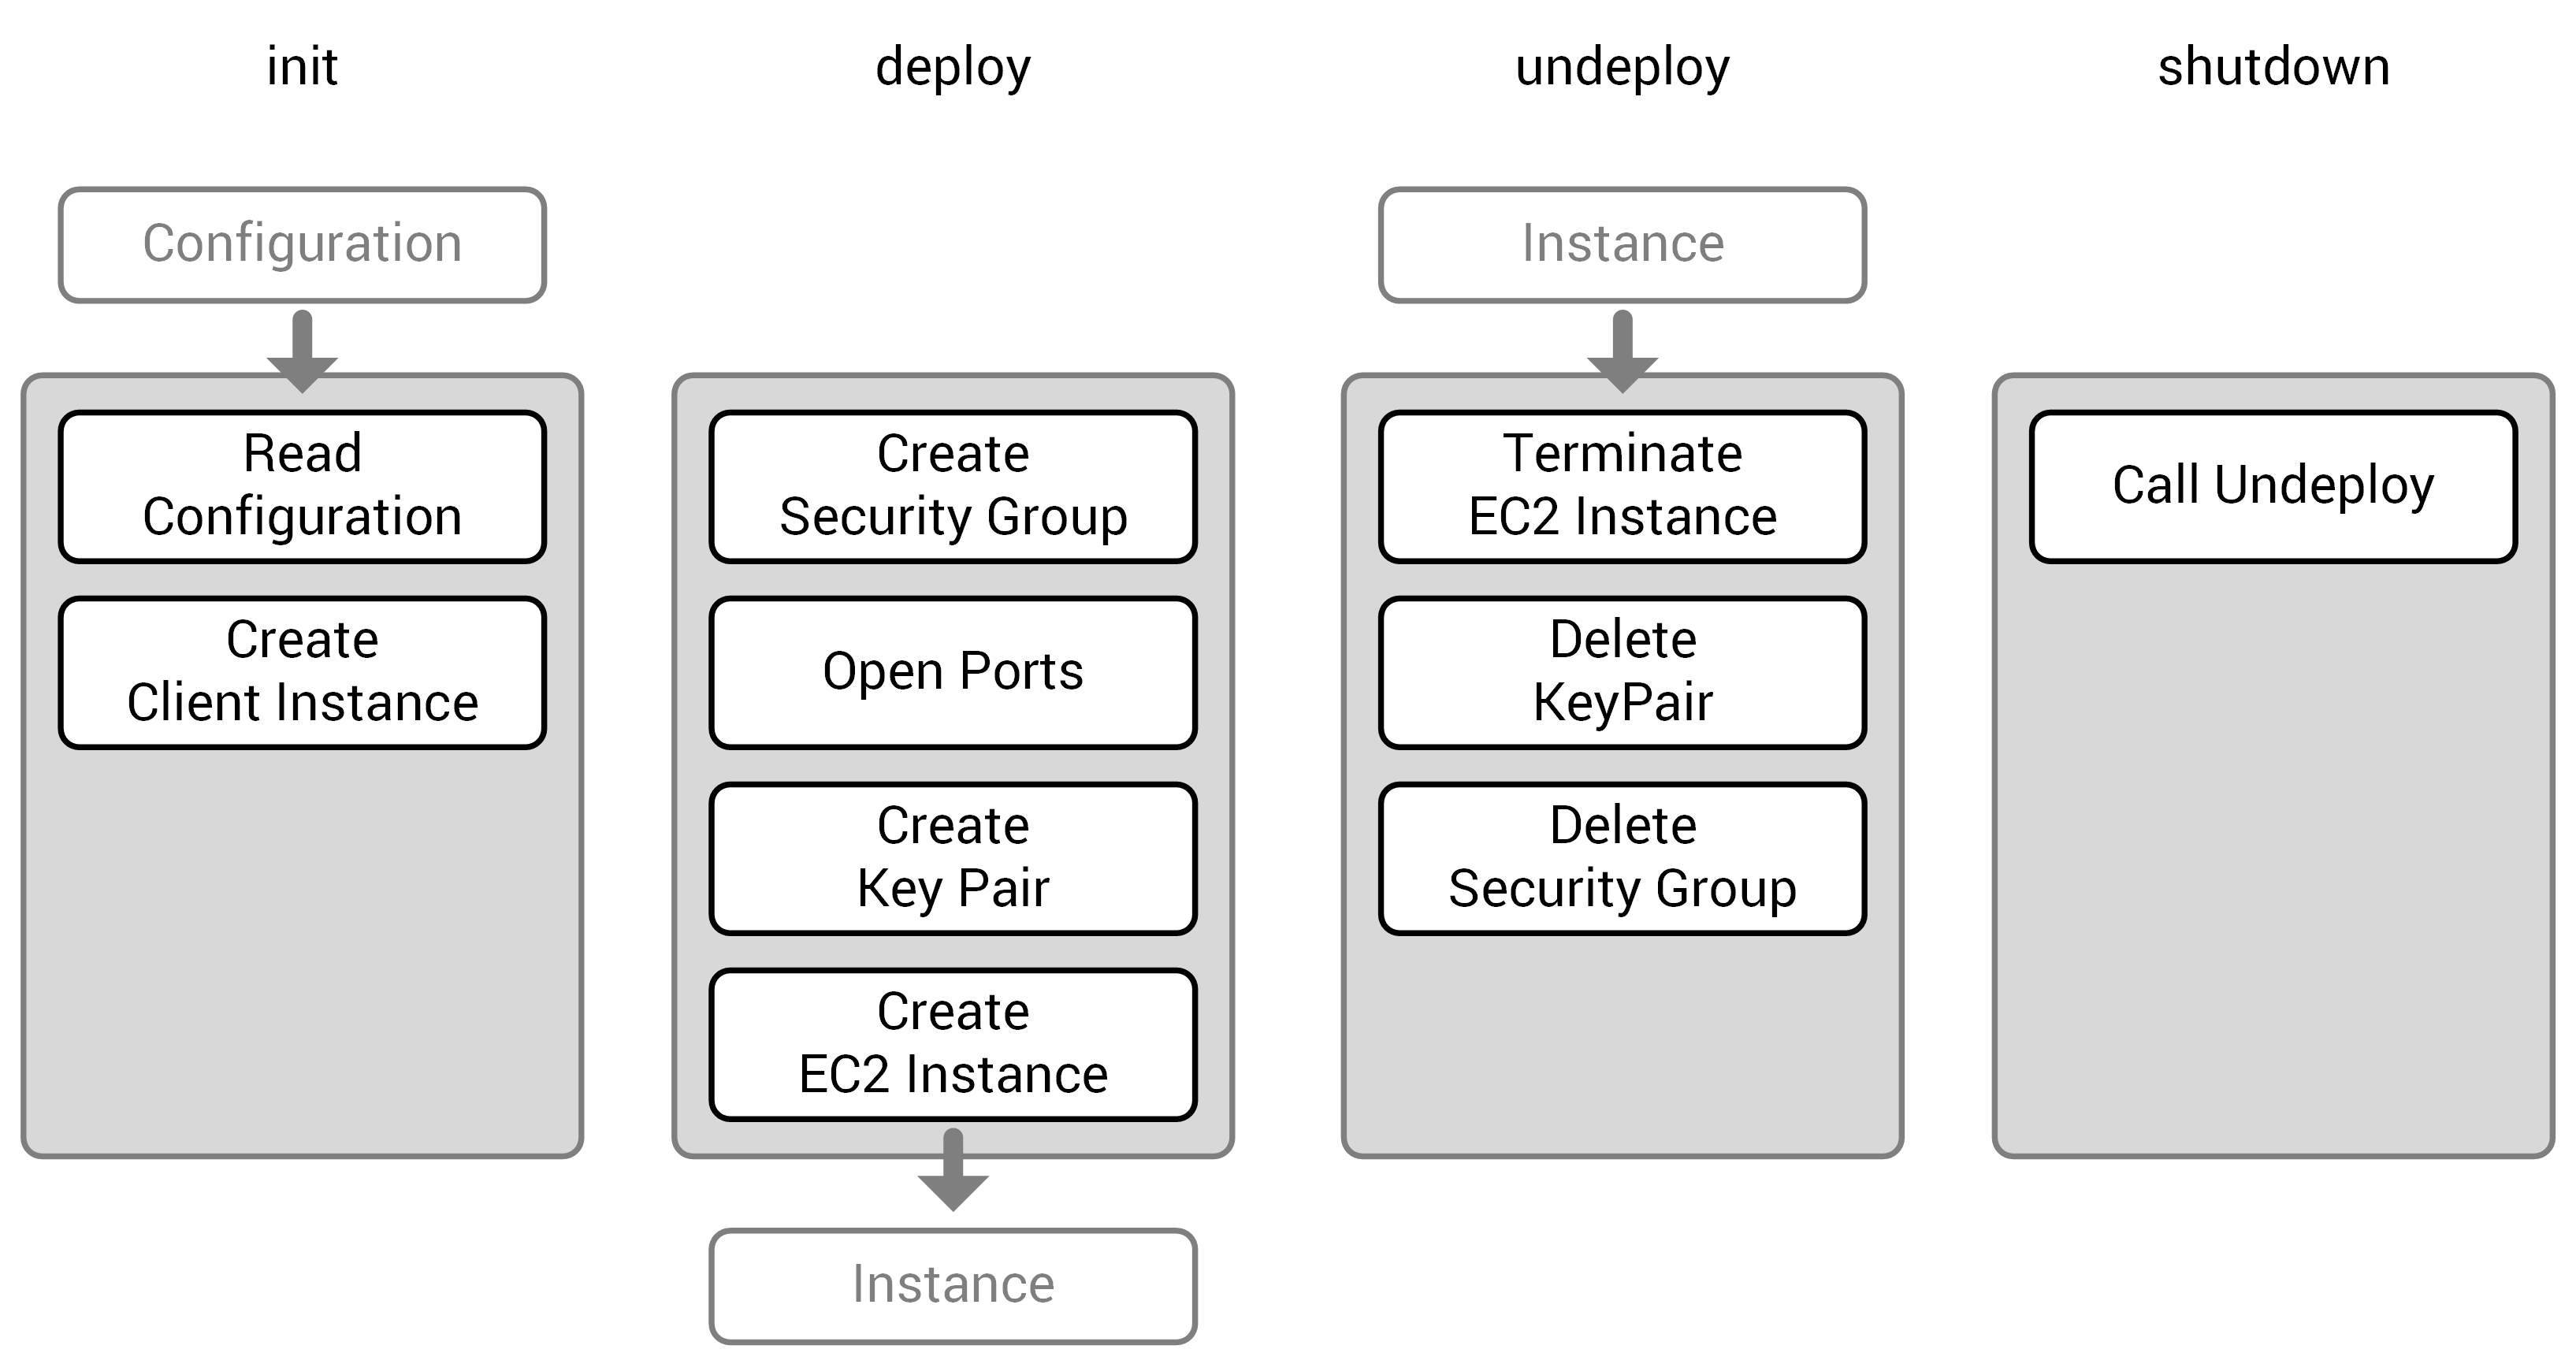 init
Configuration
Read
Configuration
Create
Client Instance
deploy
Create
Security Group
Open Ports
Create
Key Pair
Create
EC2 Instance
Instance
undeploy
Instance
Terminate
EC2 Instance
Delete
KeyPair
Delete
Security Group
shutdown
Call Undeploy